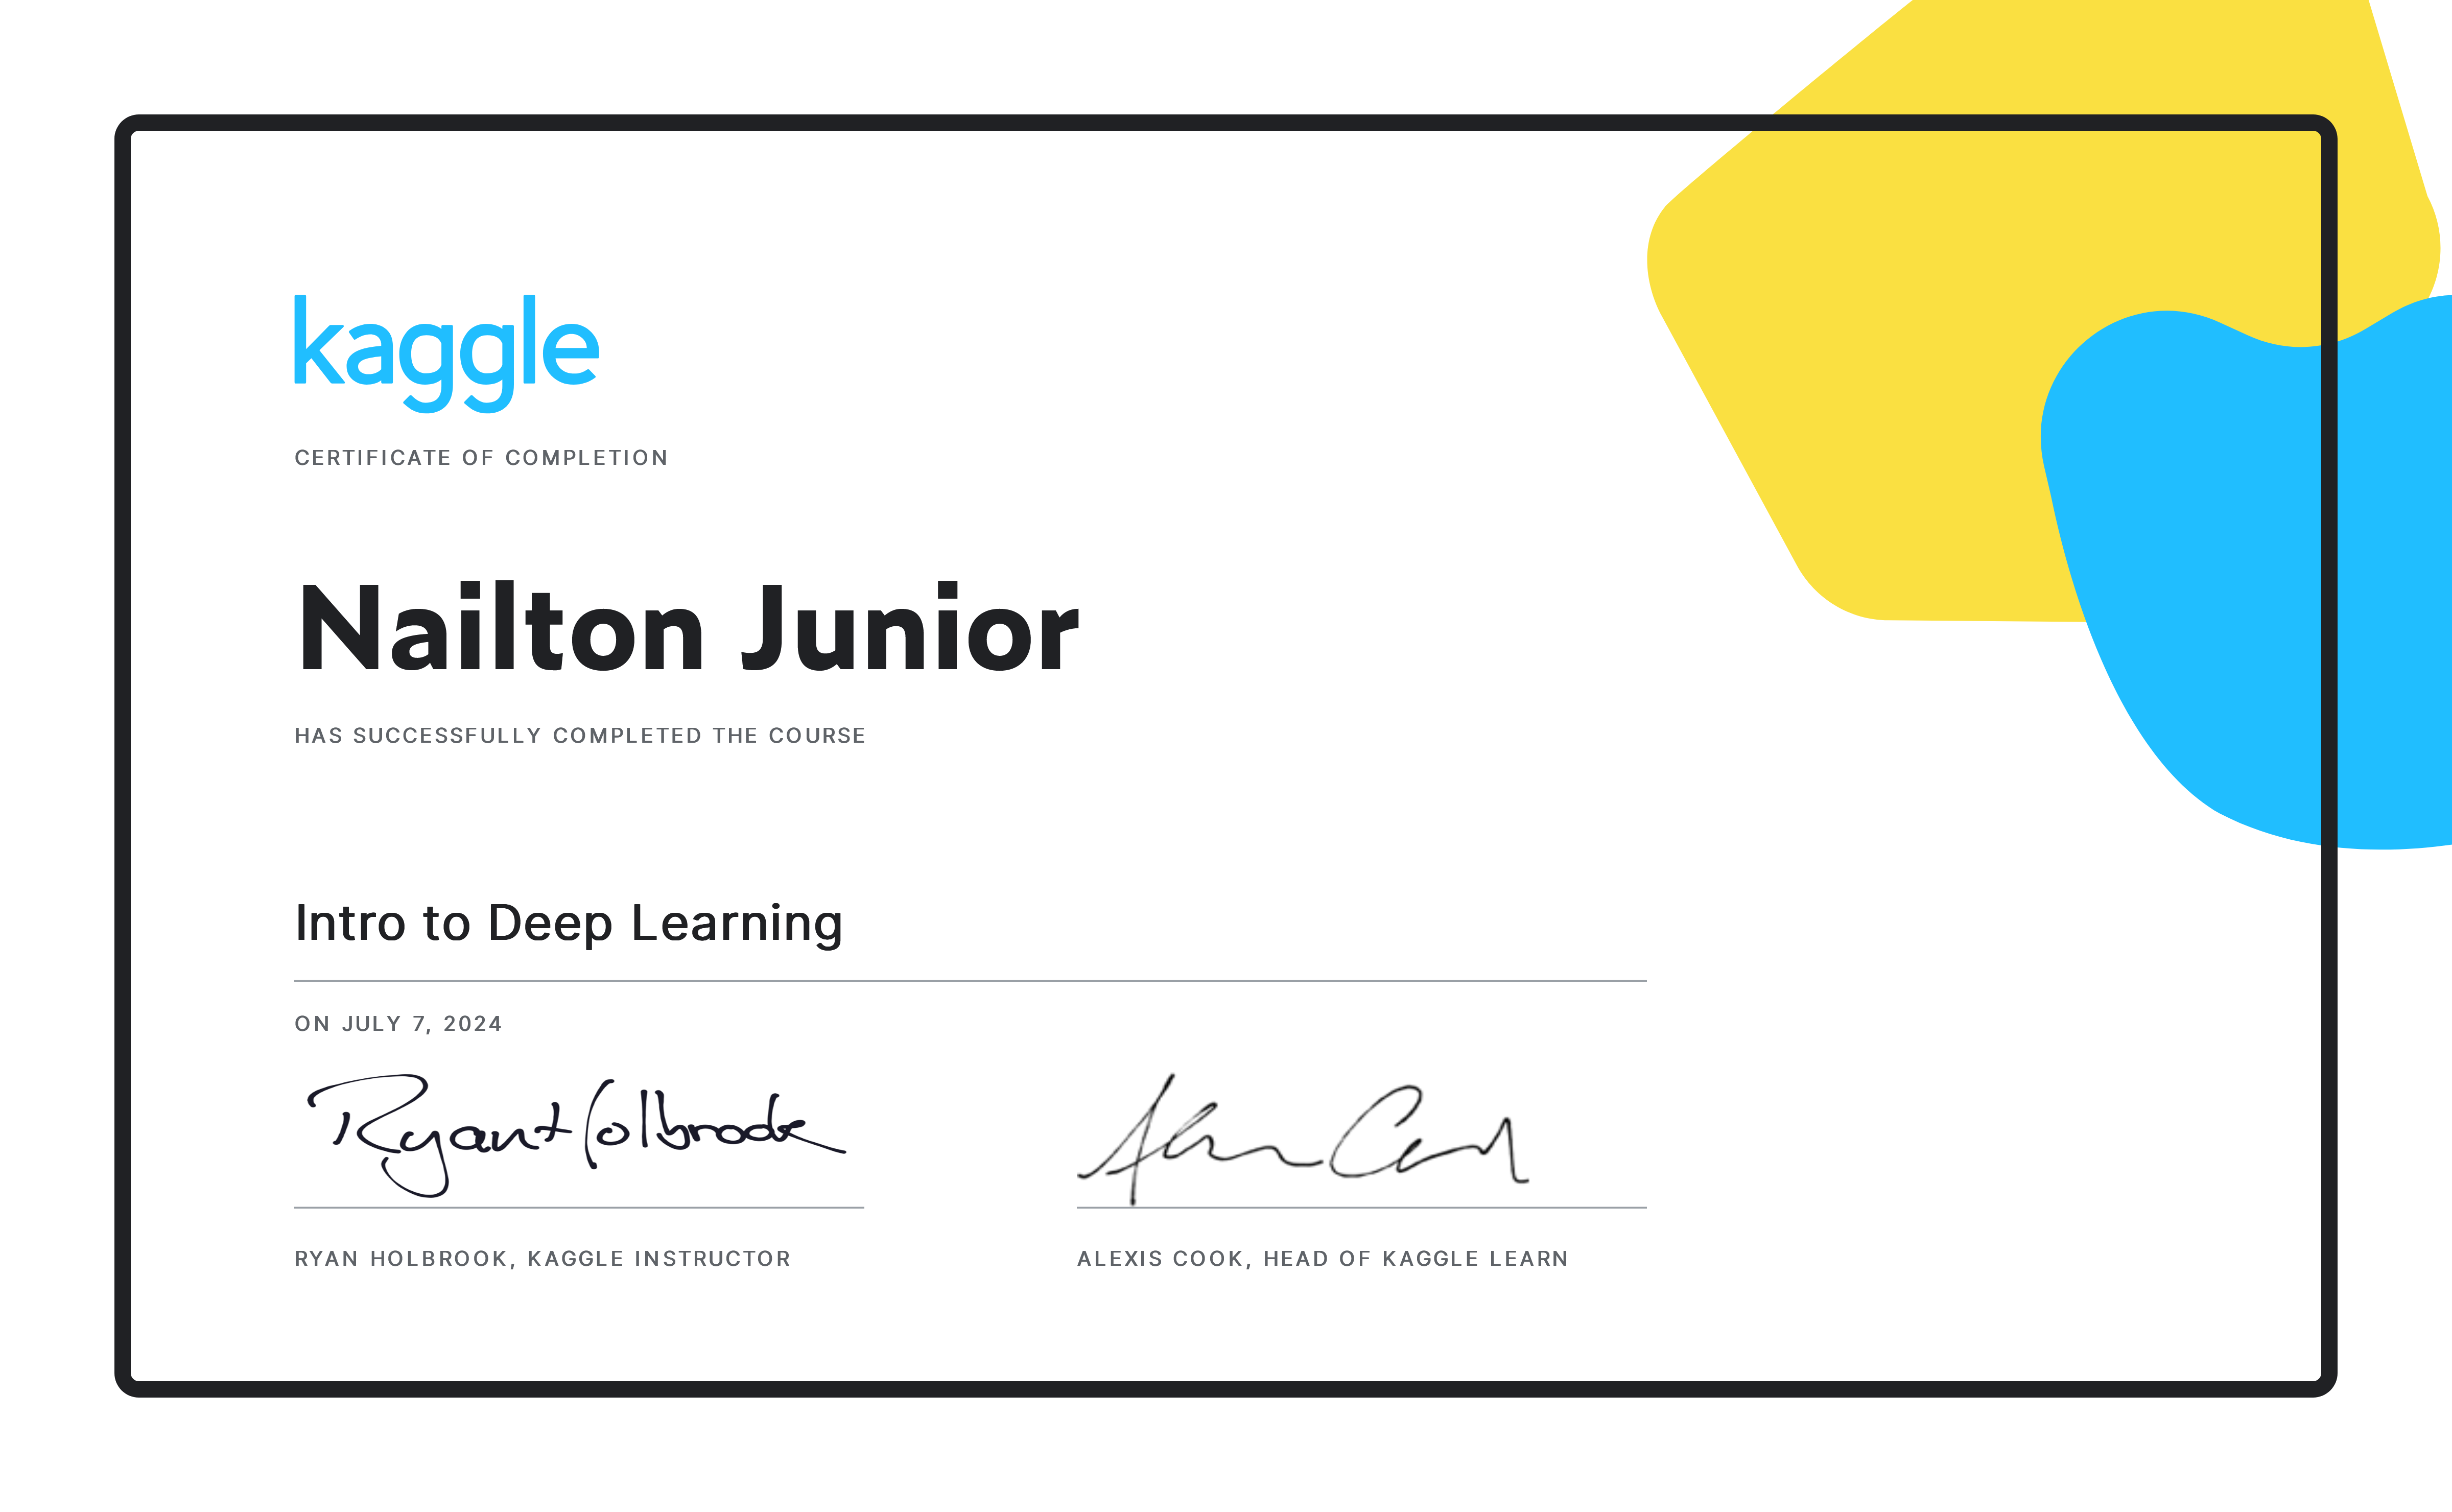 kaggle
CERTIFICATE OF COMPLETION
Nailton Junior
HAS SUCCESSFULLY COMPLETED THE COURSE
Intro to Deep Learning
ON JULY 7, 2024
Ryan Holbrook
RYAN HOLBROOK, KAGGLE INSTRUCTOR
ALEXIS COOK, HEAD OF KAGGLE LEARN